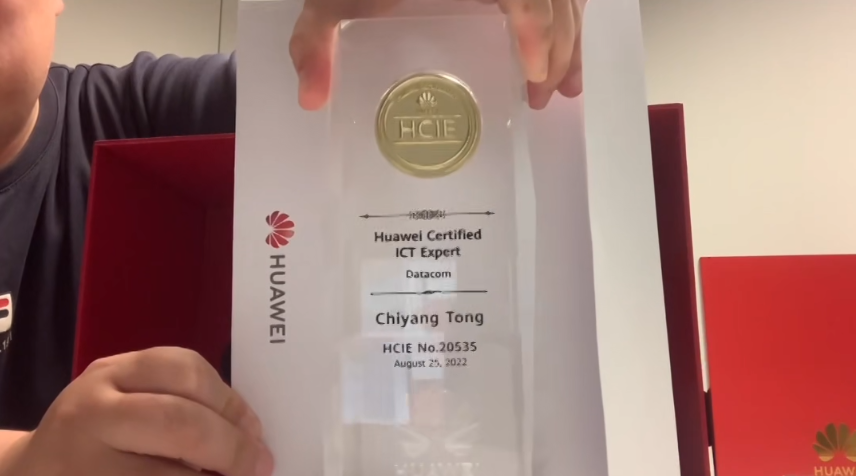 HCIE
HUAWEI
Huawei Certified
ICT Expert
Datacom
Chiyang Tong
HCIE No.20535
August 25, 2022